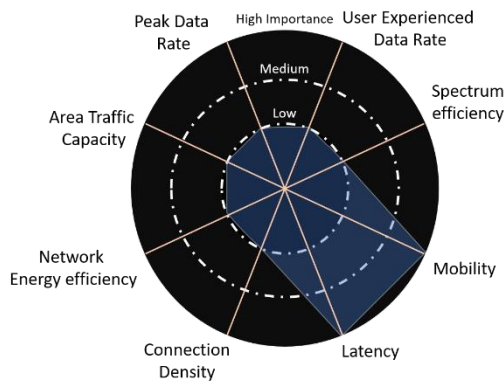 Peak Data
Rate
High Importance
User Experienced
Data Rate
Medium
Spectrum
efficiency
Low
Area Traffic
Capacity
Network
Energy efficiency
Mobility
Connection
Density
Latency